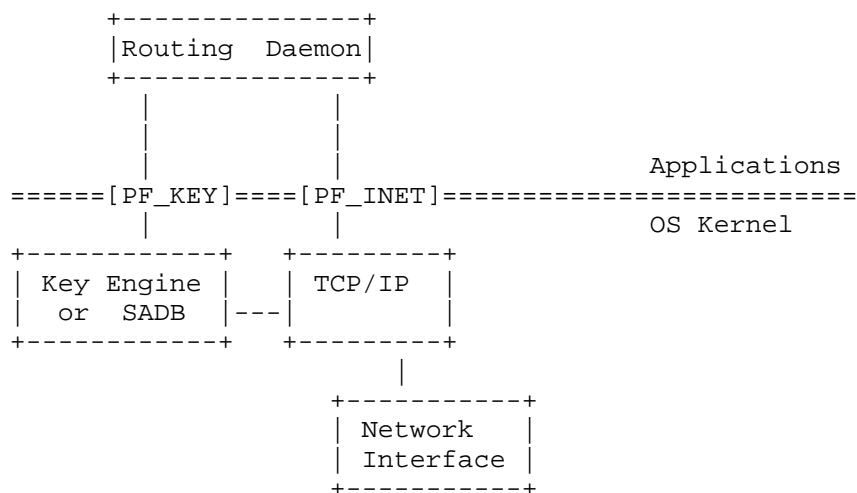 Routing Daemon
Applications
======[PF_KEY]====[PF_INET]==========================
OS Kernel
Key Engine TCP/IP
or SADB
Network
Interface